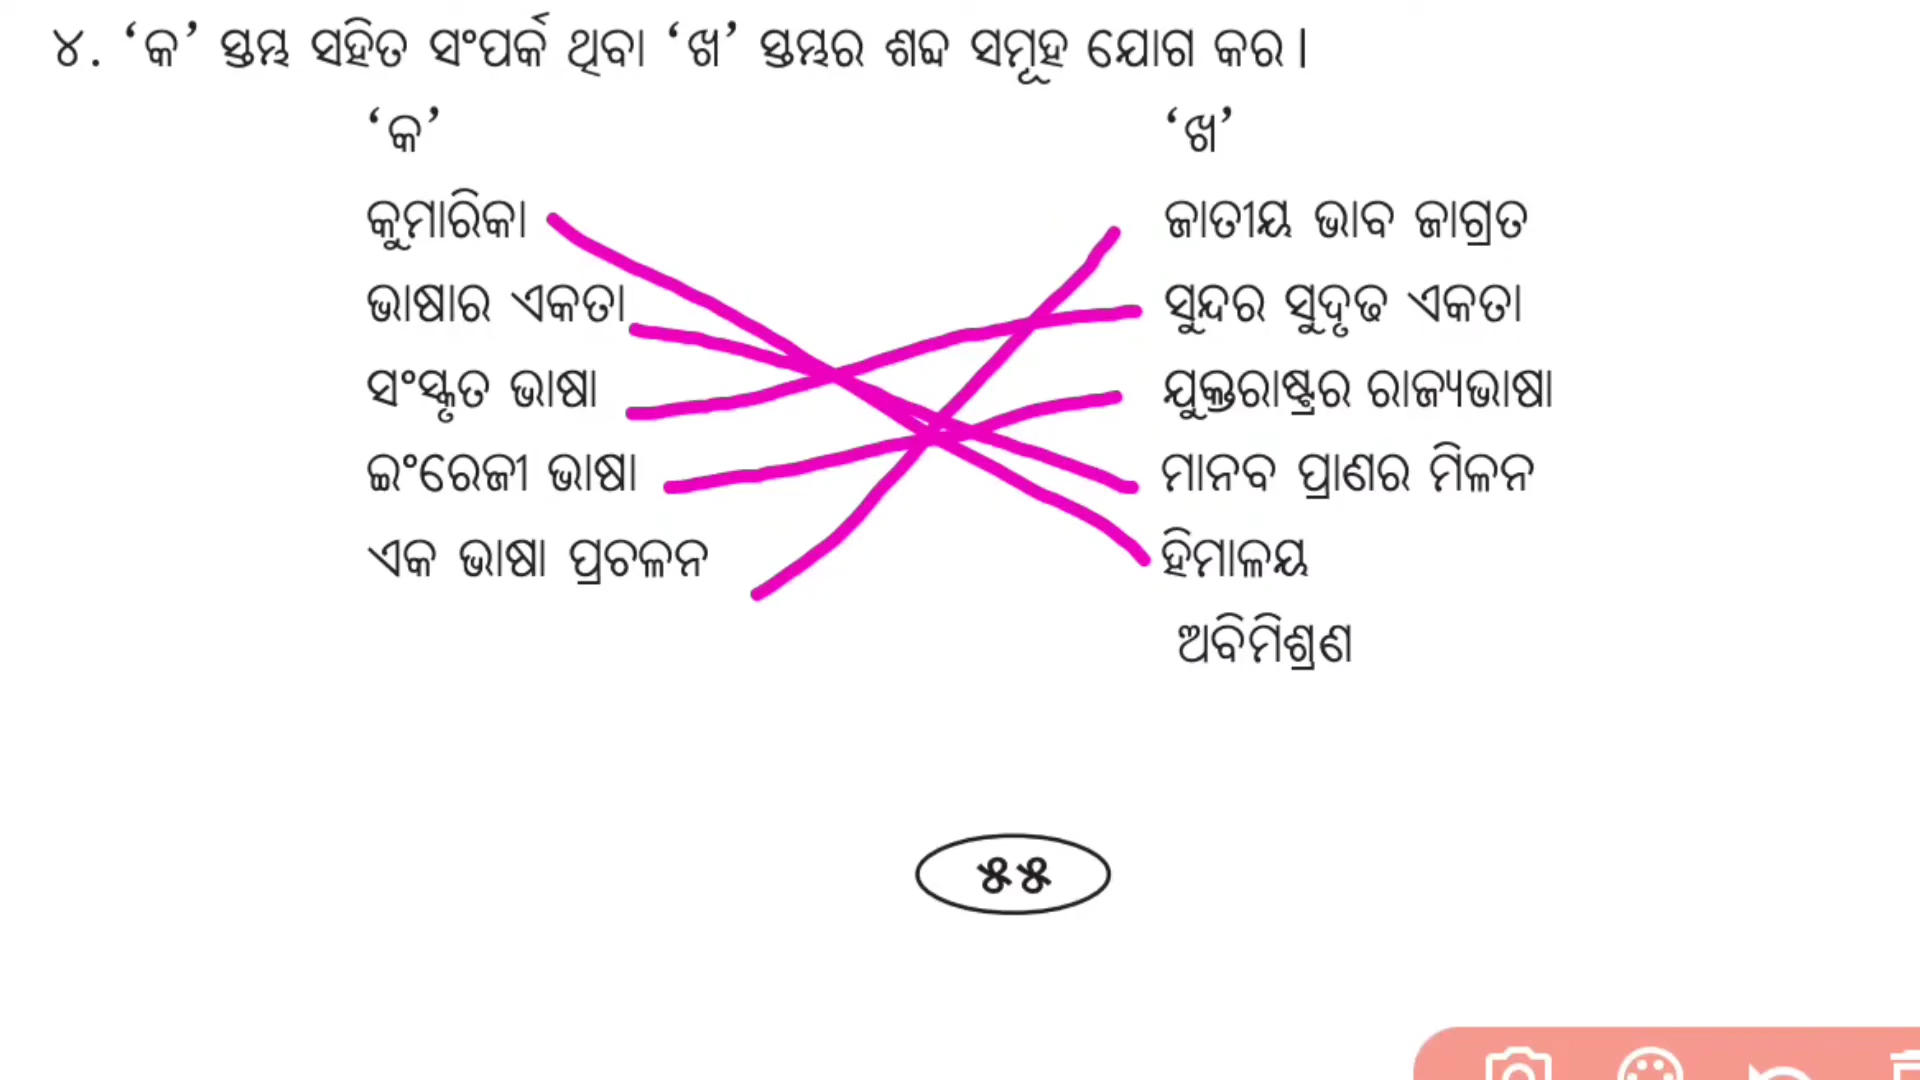 ୪. ‘କ’ ସ୍ତମ୍ଭ ସହିତ ସଂପର୍କ ଥିବା ‘ଖ’ ସ୍ତମ୍ଭର ଶବ୍ଦ ସମୂହ ଯୋଗ କର।
‘କ’ ‘ଖ’
କୁମାରିକା ଜାତୀୟ ଭାବ ଜାଗ୍ରତ
ଭାଷାର ଏକତା ସୁନ୍ଦର ସୁଦୃଢ ଏକତା
ସଂସ୍କୃତ ଭାଷା ଯୁକ୍ତରାଷ୍ଟ୍ରର ରାଜ୍ୟଭାଷା
ଇଂରେଜୀ ଭାଷା ମାନବ ପ୍ରାଣର ମିଳନ
ଏକ ଭାଷା ପ୍ରଚଳନ ହିମାଳୟ
ଅବିମିଶ୍ରଣ
୫୫